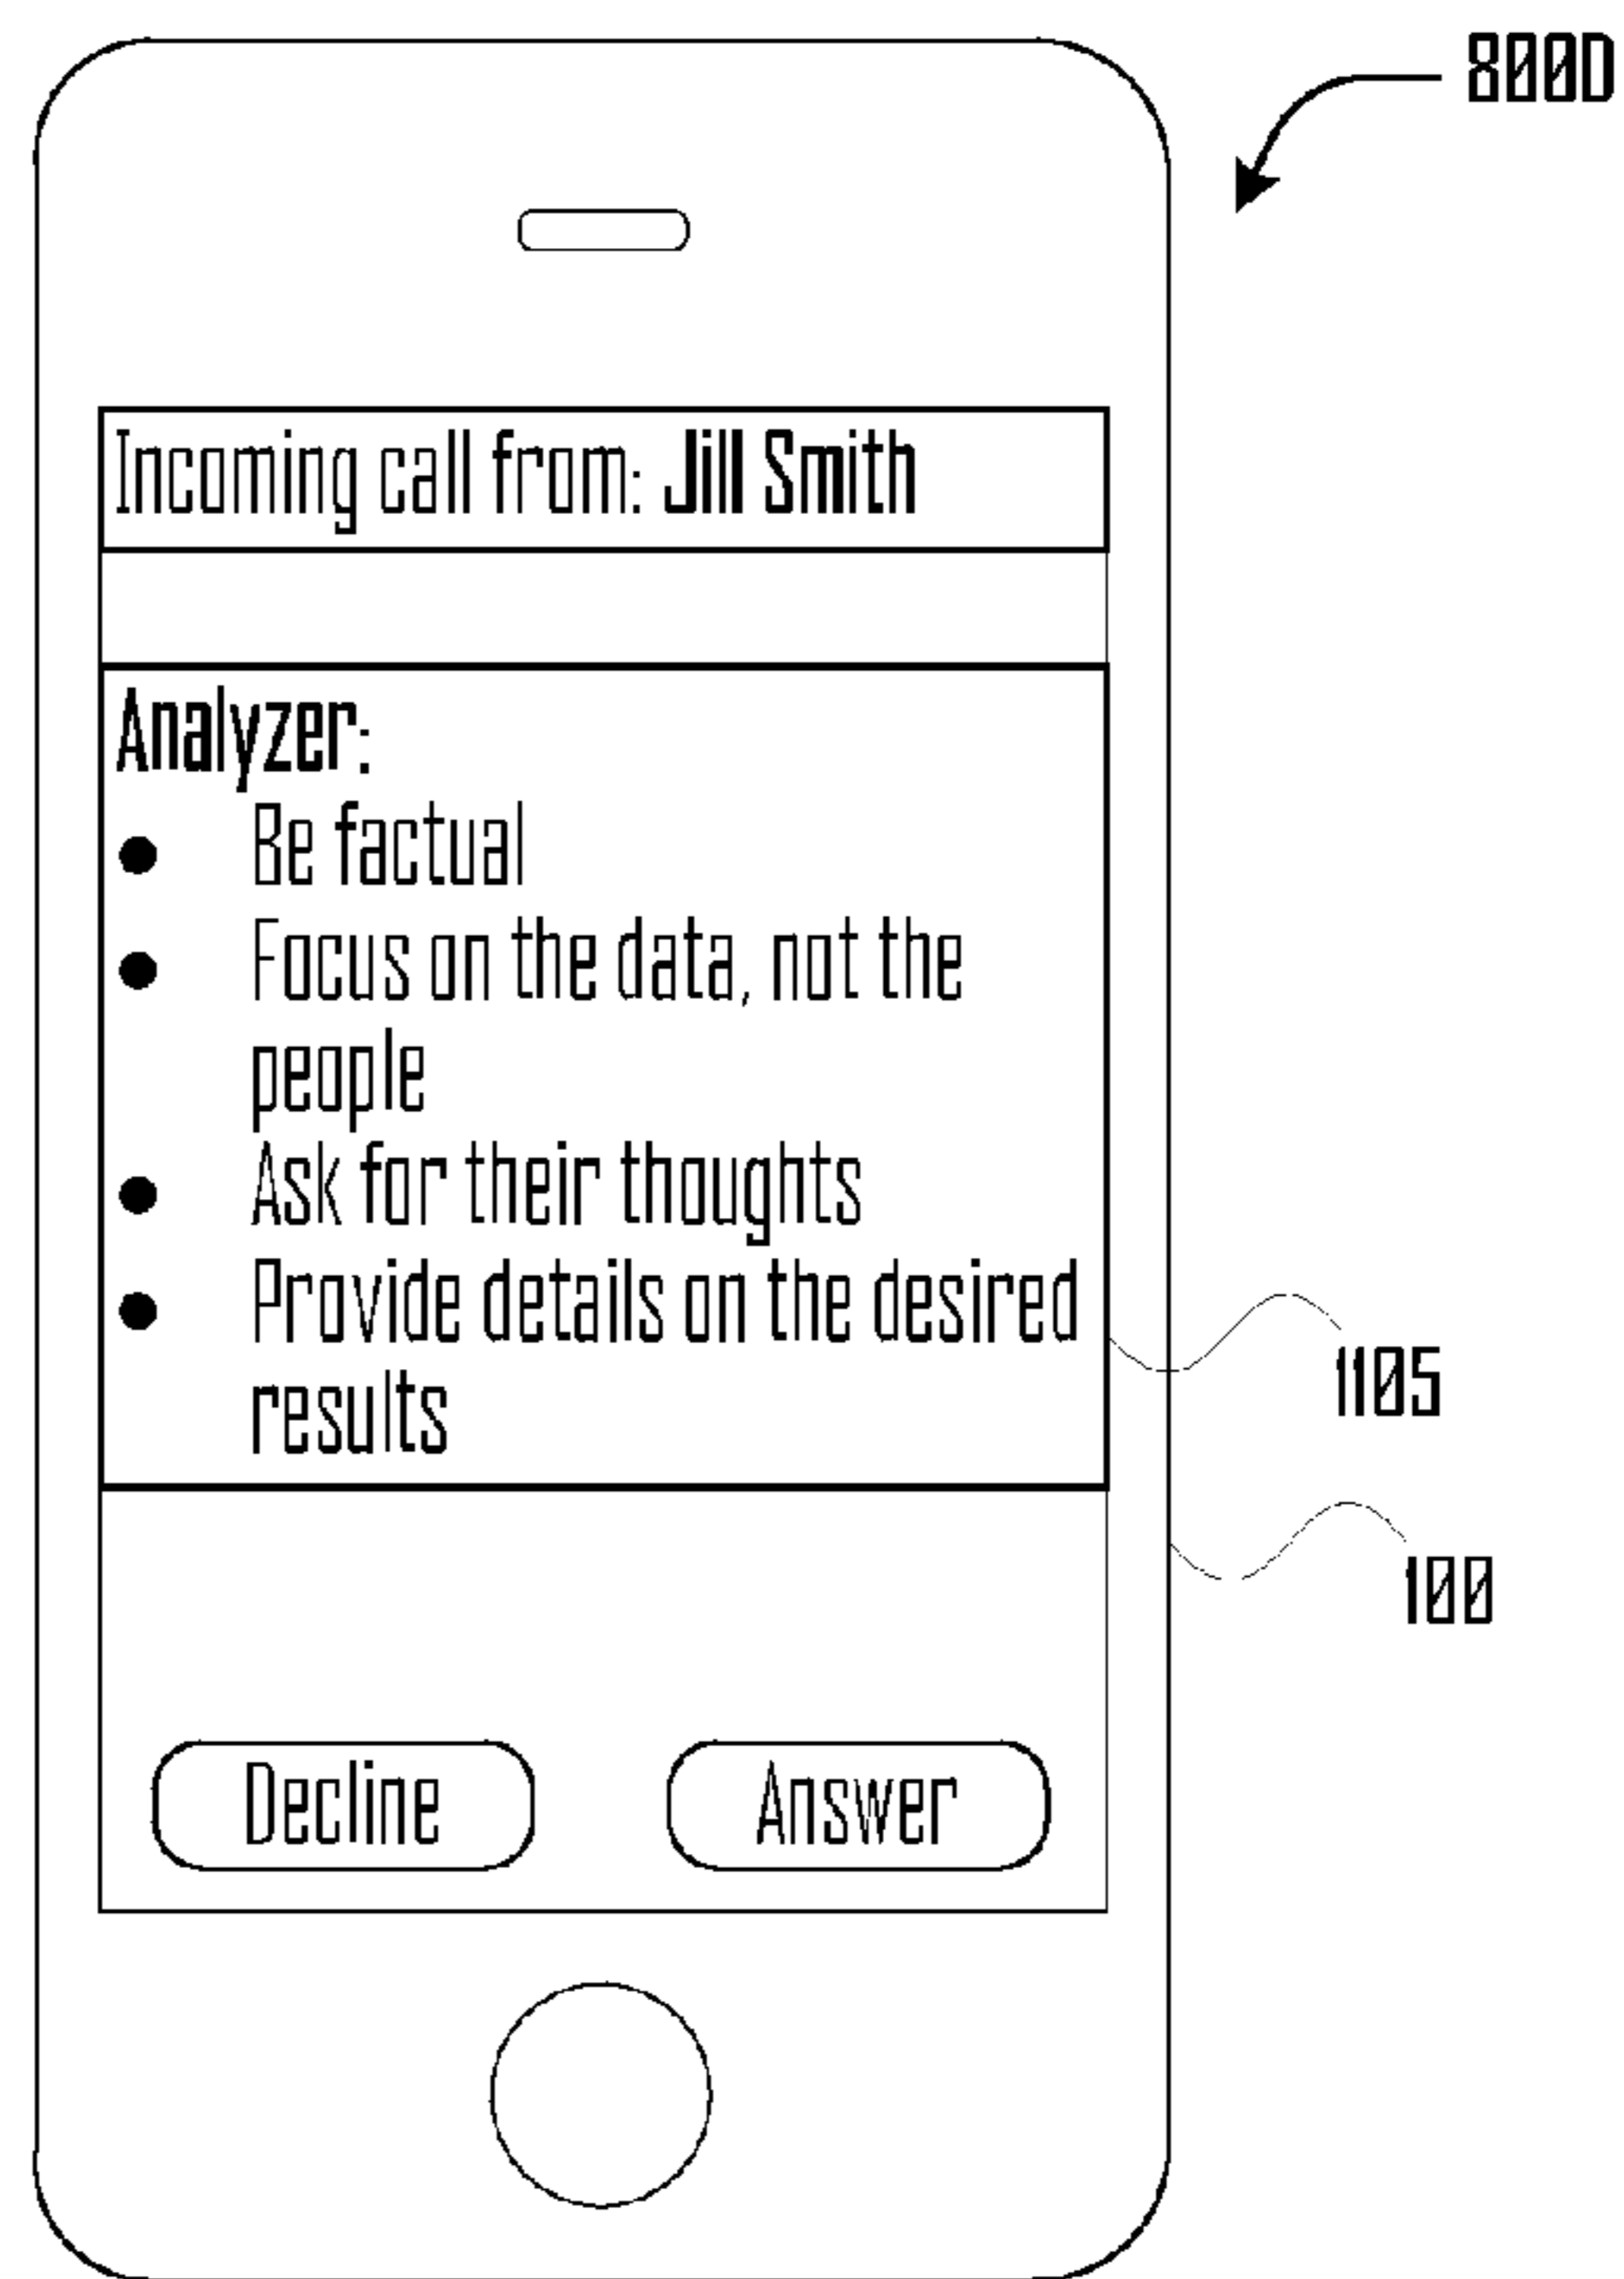 800D
Incoming call from: Jill Smith
Analyzer:
● Be factual
● Focus on the data, not the
people
● Ask for their thoughts
● Provide details on the desired
results
1105
100
Decline
Answer